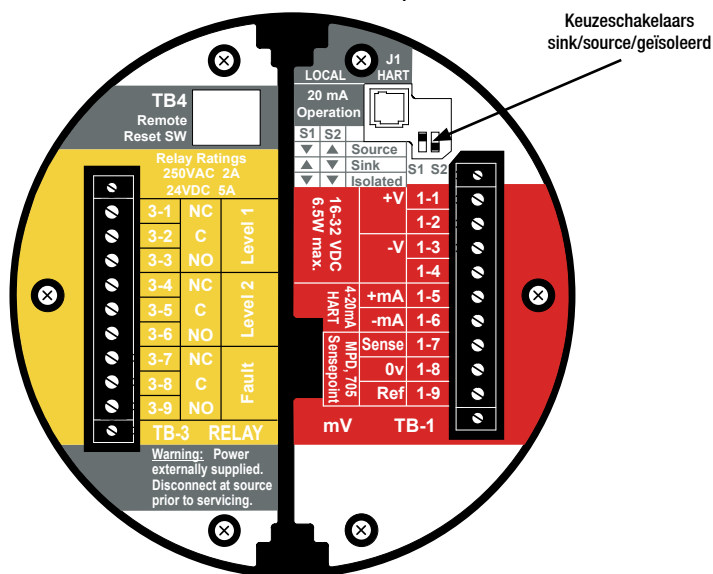 Keuzeschakelaars
sink/source/geïsoleerd
J1
LOCAL HART
TB4
Remote
Reset SW
20 mA
Operation
S1 S2
▼ ▲ Source
▲ ▼ Sink
▼ ▼ Isolated
S1 S2
Relay Ratings
250VAC 2A
24VDC 5A
3-1 NC
3-2 C
3-3 NO
Level 1
3-4 NC
3-5 C
3-6 NO
Level 2
3-7 NC
3-8 C
3-9 NO
Fault
TB-3 RELAY
Warning: Power
externally supplied.
Disconnect at source
prior to servicing.
16-32 VDC
6.5W max.
+V 1-1
1-2
-V 1-3
1-4
4-20mA
HART
+mA 1-5
-mA 1-6
MPD, 705
Sensepoint
Sense 1-7
0v 1-8
Ref 1-9
mV TB-1